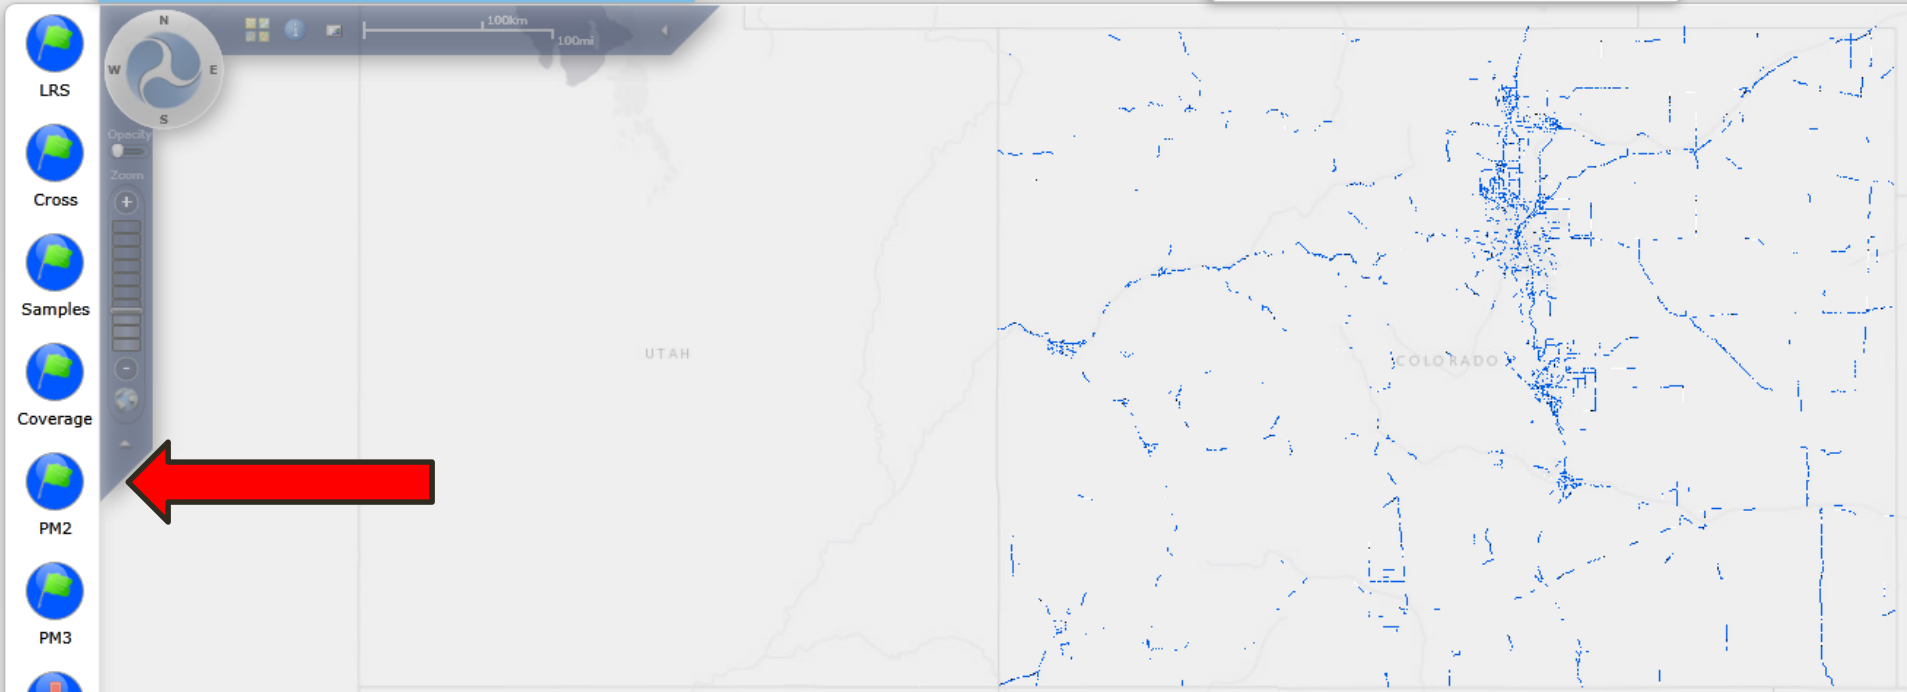 LRS
Cross
Samples
Coverage
PM2
PM3
N
W
E
S
Opacity
Zoom
+
-
100km
100mi
UTAH
COLORADO